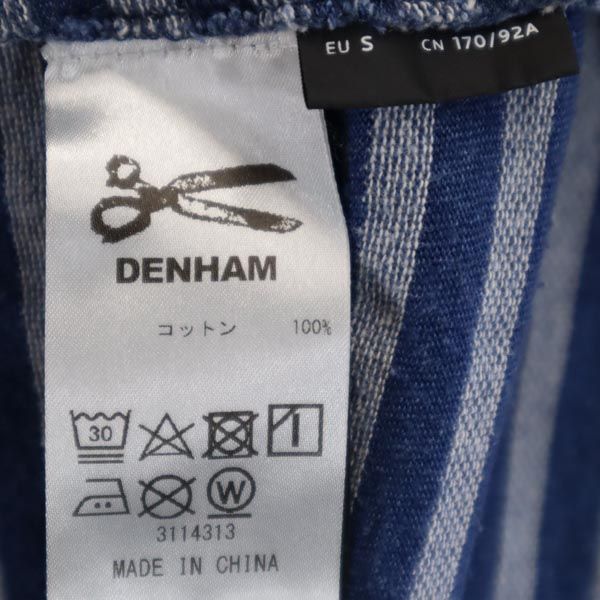 EU S CN 170/92A
DENHAM
コットン 100%
30
W
3114313
MADE IN CHINA